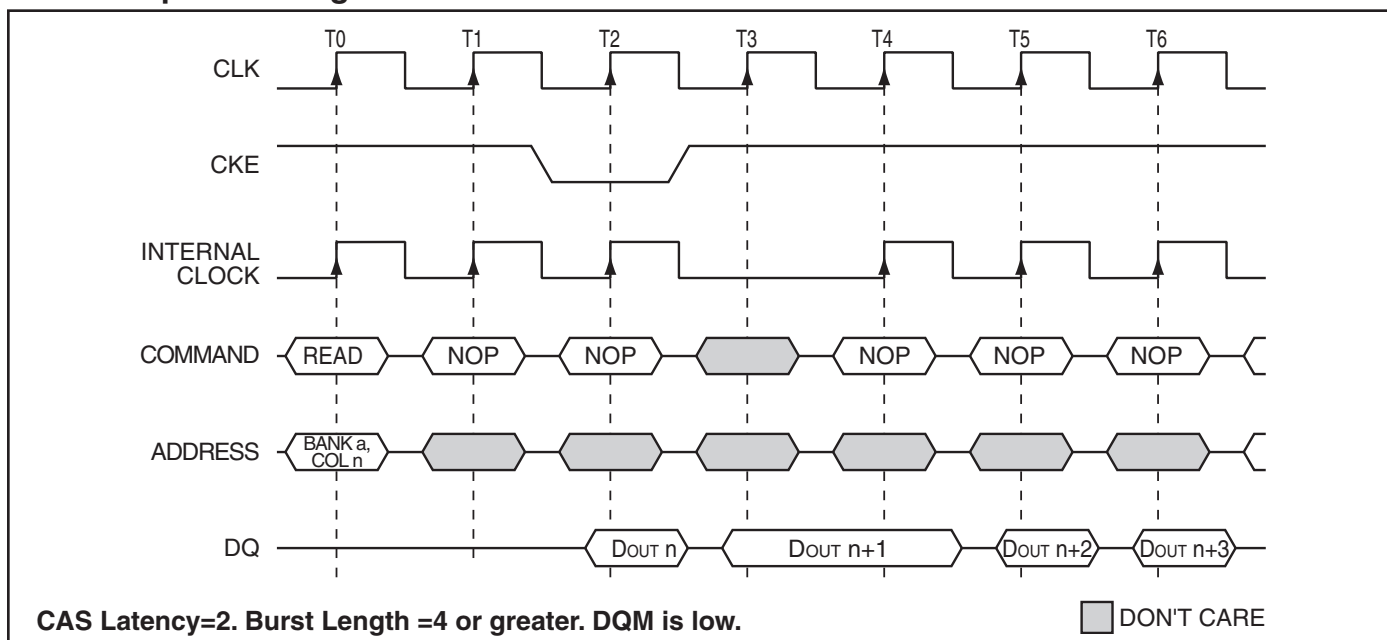 T0 T1 T2 T3 T4 T5 T6
CLK
CKE
INTERNAL
CLOCK
COMMAND READ NOP NOP NOP NOP NOP
ADDRESS BANK a,
COL n
DQ DOUT n DOUT n+1 DOUT n+2 DOUT n+3
CAS Latency=2. Burst Length =4 or greater. DQM is low. DON'T CARE